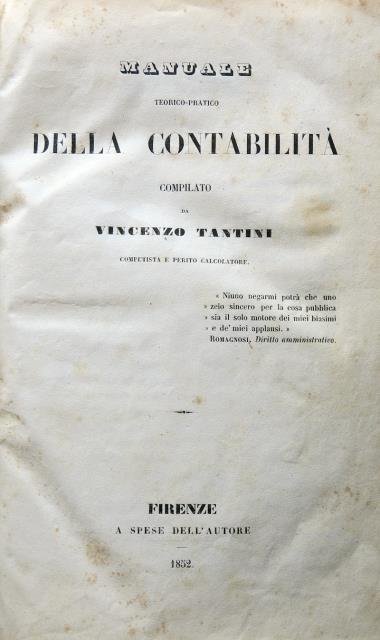 MANUALE
TEORICO-PRATICO
DELLA CONTABILITÀ
COMPILATO
DA
VINCENZO TANTINI
COMPUTISTA E PERITO CALCOLATORE.
« Niuno negarmi potrà che uno
» zelo sincero per la cosa pubblica
» sia il solo motore dei miei biasimi
» e de' miei applausi. »
ROMAGNOSI, Diritto amministrativo.
FIRENZE
A SPESE DELL'AUTORE
1852.